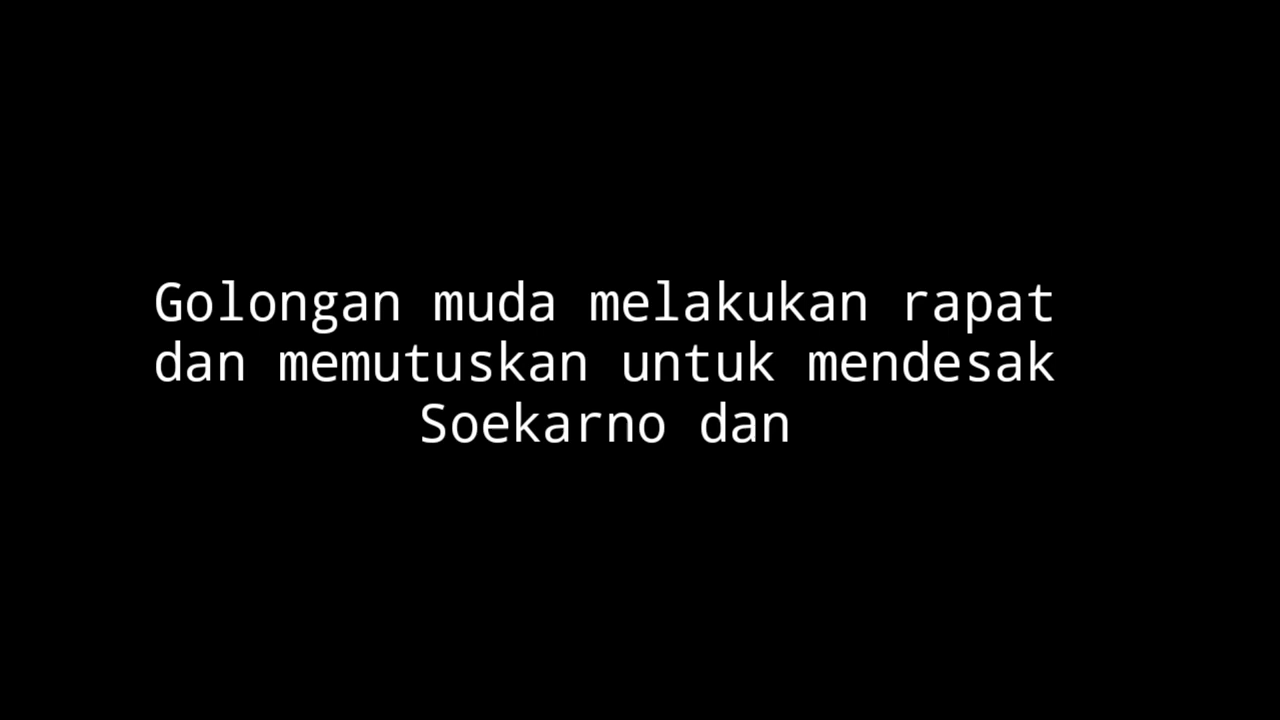 Golongan muda melakukan rapat
dan memutuskan untuk mendesak
Soekarno dan